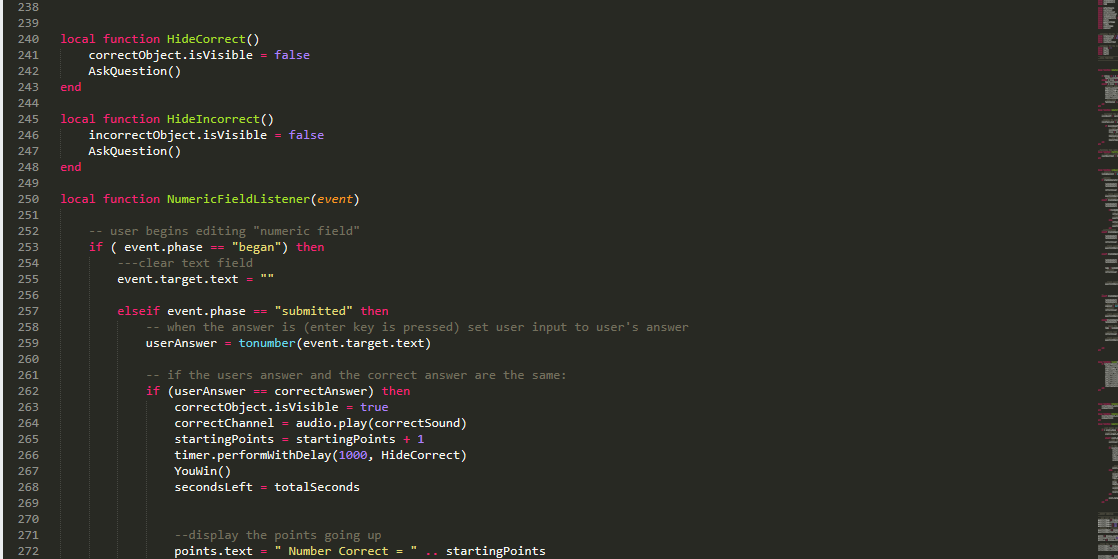 238
239
240 local function HideCorrect()
241 correctObject.isVisible = false
242 AskQuestion()
243 end
244
245 local function HideIncorrect()
246 incorrectObject.isVisible = false
247 AskQuestion()
248 end
249
250 local function NumericFieldListener(event)
251
252 -- user begins editing "numeric field"
253 if ( event.phase == "began") then
254 ---clear text field
255 event.target.text = ""
256
257 elseif event.phase == "submitted" then
258 -- when the answer is (enter key is pressed) set user input to user's answer
259 userAnswer = tonumber(event.target.text)
260
261 -- if the users answer and the correct answer are the same:
262 if (userAnswer == correctAnswer) then
263 correctObject.isVisible = true
264 correctChannel = audio.play(correctSound)
265 startingPoints = startingPoints + 1
266 timer.performWithDelay(1000, HideCorrect)
267 YouWin()
268 secondsLeft = totalSeconds
269
270
271 --display the points going up
272 points.text = " Number Correct = " .. startingPoints